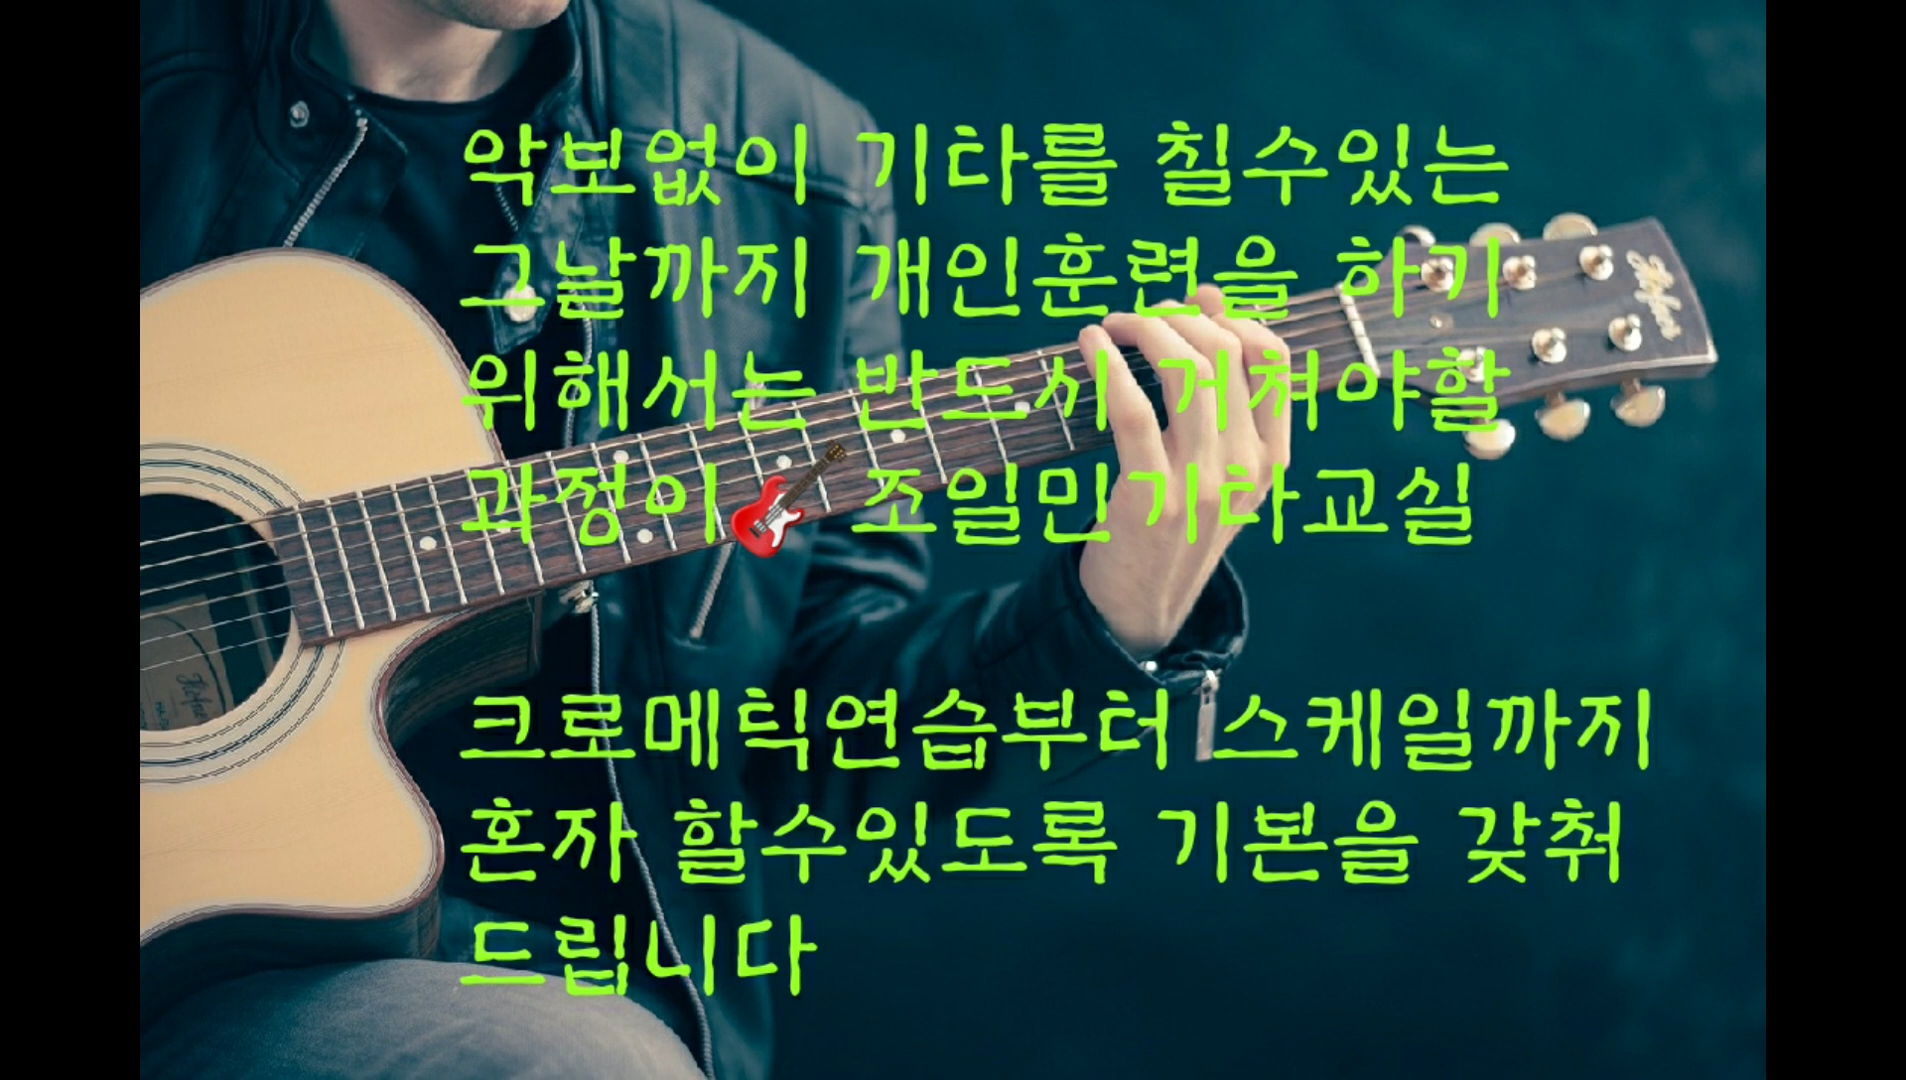 악보없이 기타를 칠수있는
그날까지 개인훈련을 하기
위해서는 반드시 거쳐야할
과정이🎸 조일민기타교실
크로메틱연습부터 스케일까지
혼자 할수있도록 기본을 갖춰
드립니다
Hofner